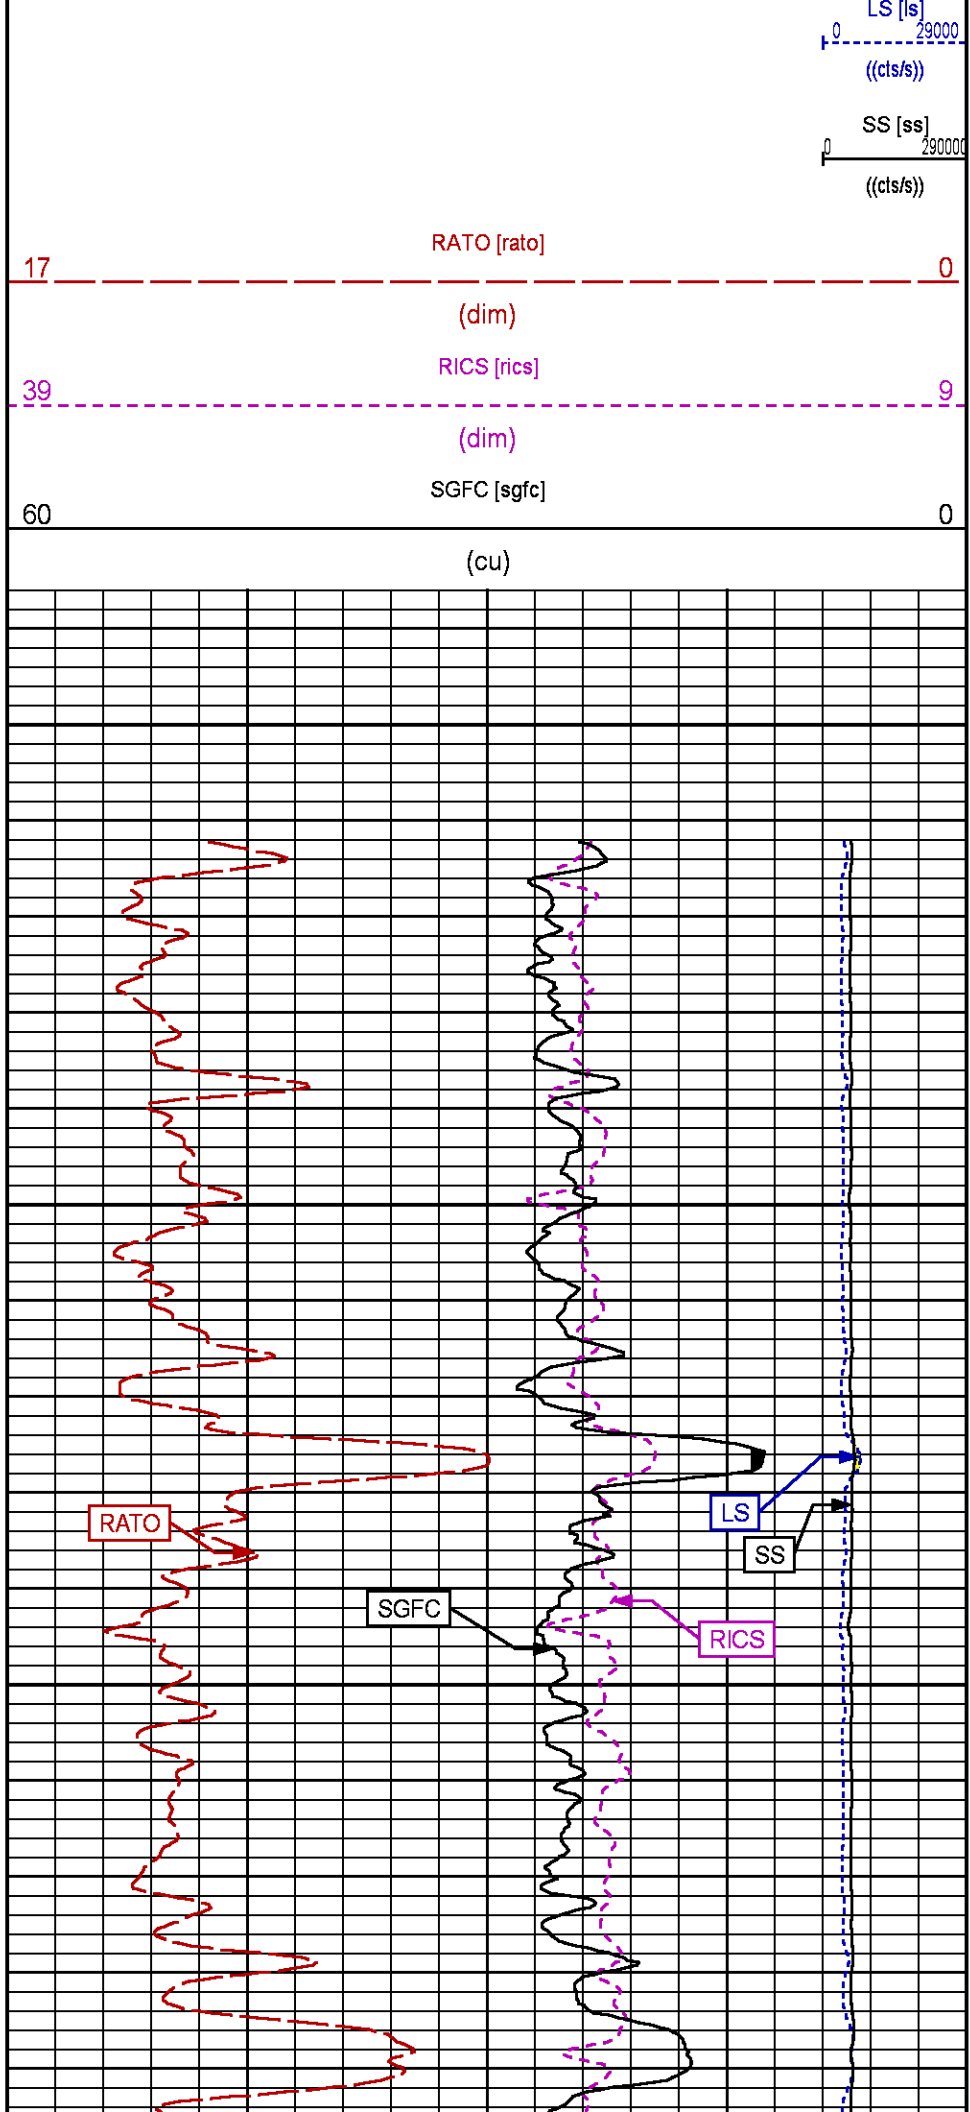 LS [ls]
0 29000
((cts/s))
SS [ss]
0 290000
((cts/s))
RATO [rato]
17 0
(dim)
RICS [rics]
39 9
(dim)
SGFC [sgfc]
60 0
(cu)
LS
RATO
SS
SGFC
RICS